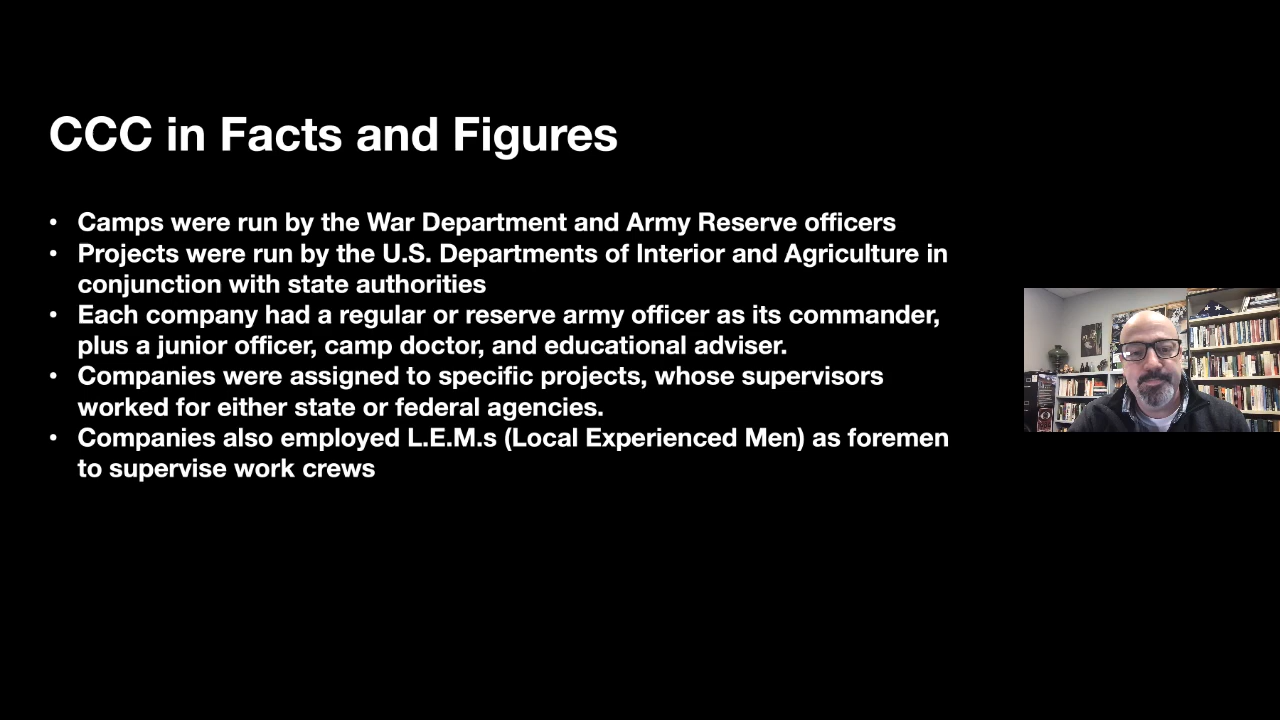 CCC in Facts and Figures
• Camps were run by the War Department and Army Reserve officers
• Projects were run by the U.S. Departments of Interior and Agriculture in
conjunction with state authorities
• Each company had a regular or reserve army officer as its commander,
plus a junior officer, camp doctor, and educational adviser.
• Companies were assigned to specific projects, whose supervisors
worked for either state or federal agencies.
• Companies also employed L.E.M.s (Local Experienced Men) as foremen
to supervise work crews